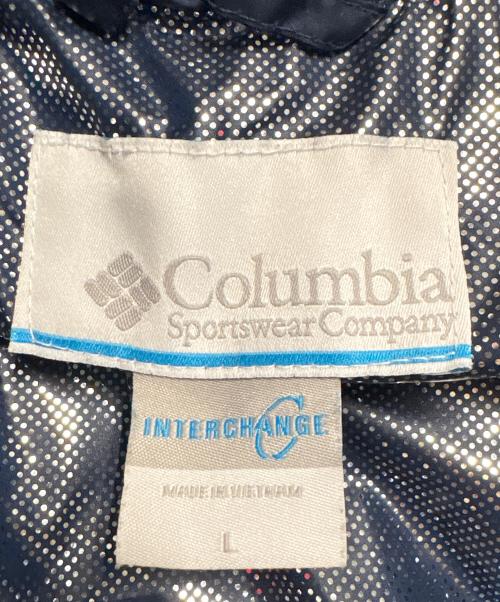 Columbia
Sportswear Company
INTERCHANGE
MADE IN VIETNAM
L